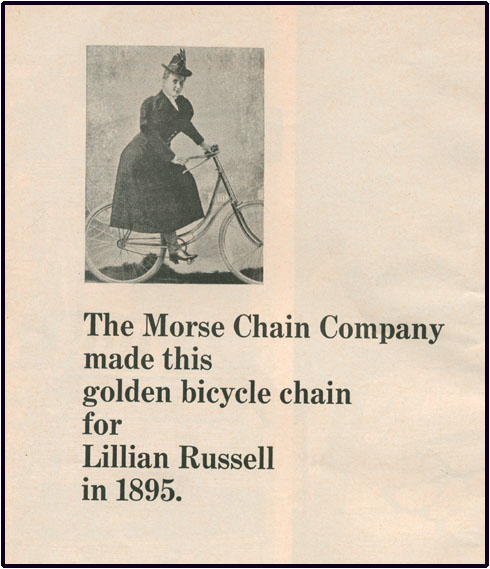 The Morse Chain Company
made this
golden bicycle chain
for
Lillian Russell
in 1895.